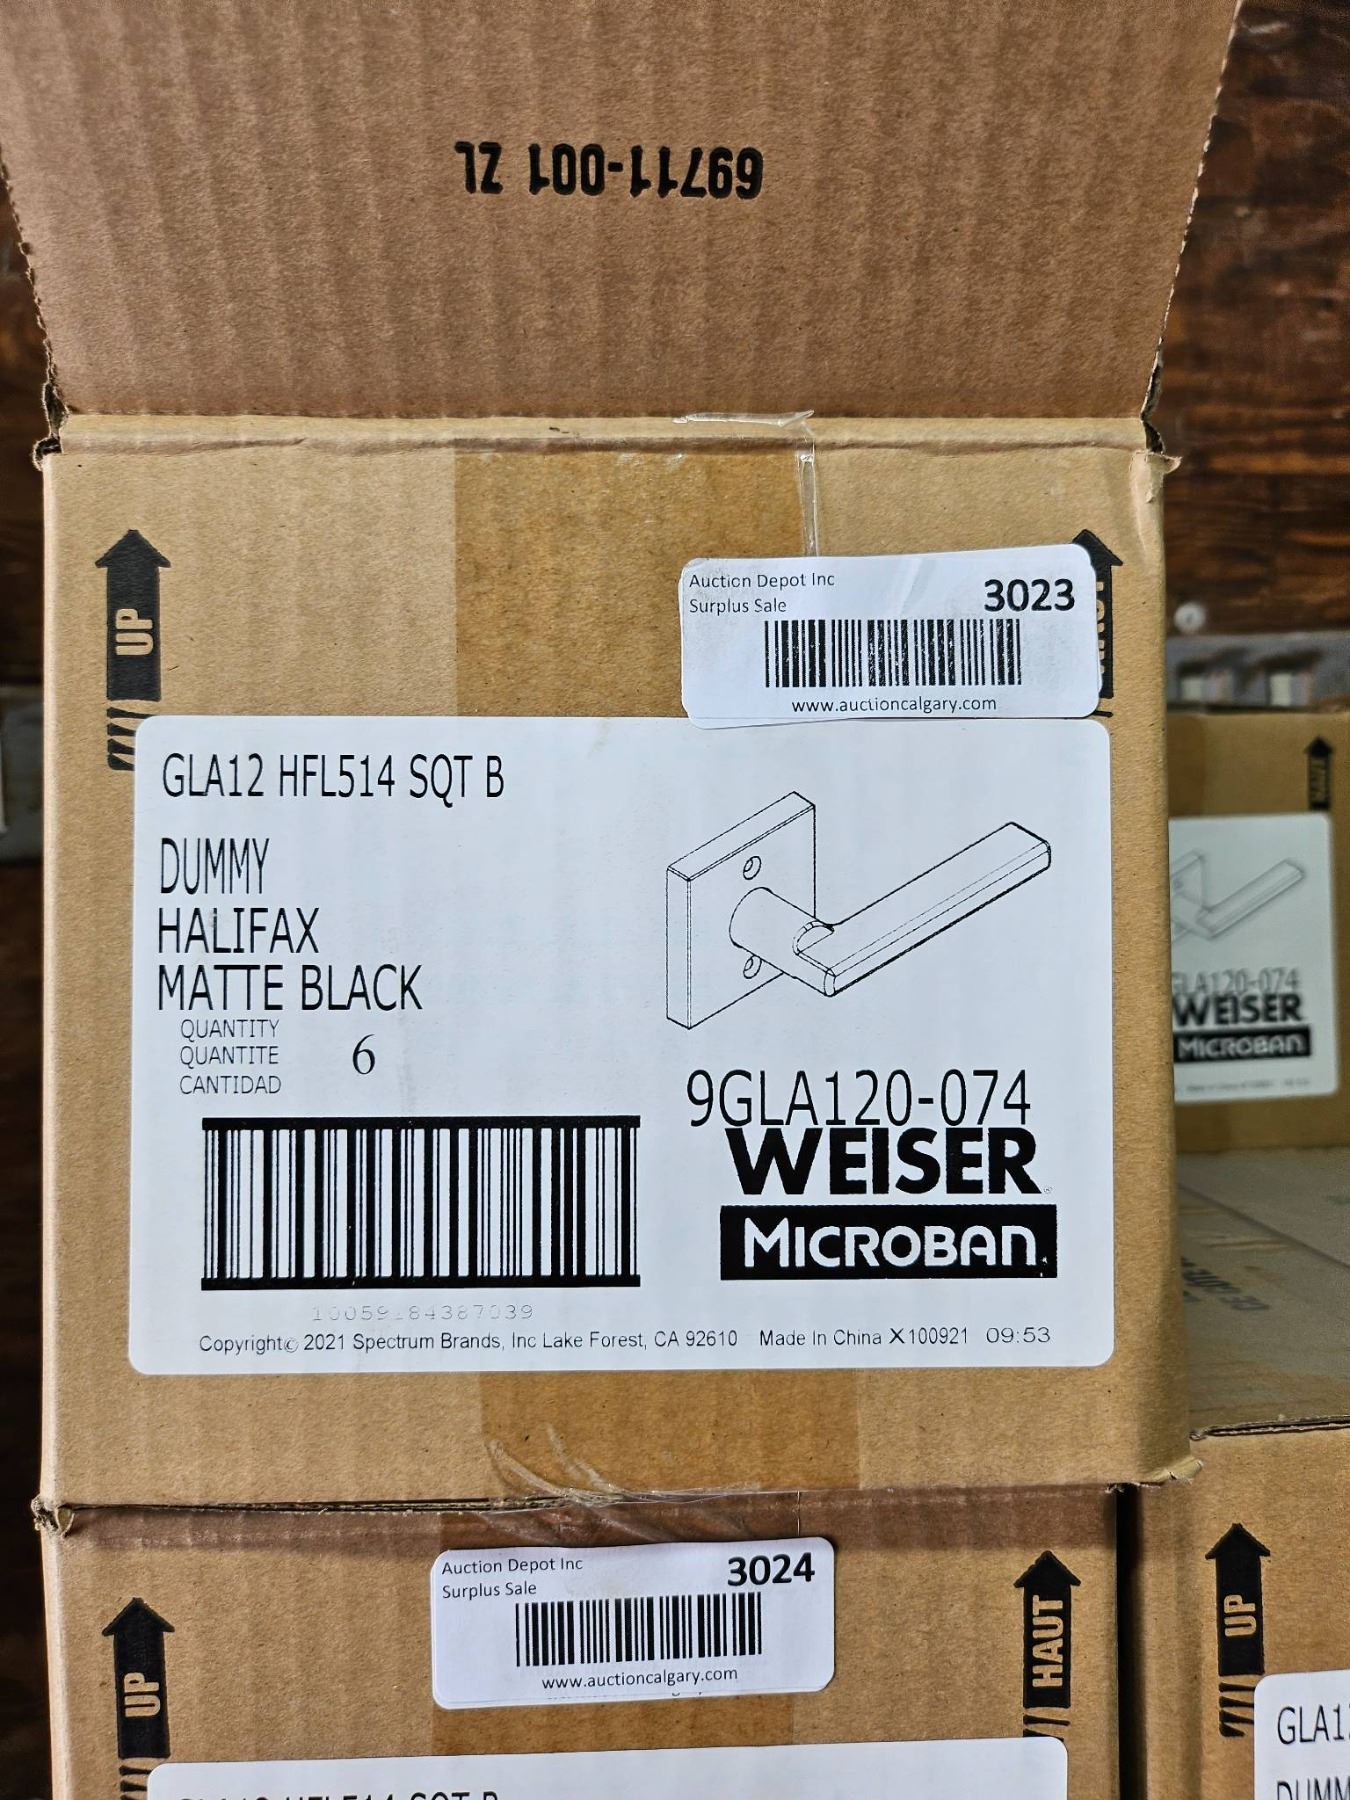 69711-001 ZL
UP
Auction Depot Inc
Surplus Sale
3023
www.auctioncalgary.com
GLA12 HFL514 SQT B
DUMMY
HALIFAX
MATTE BLACK
QUANTITY
QUANTITE
CANTIDAD
6
9GLA120-074
WEISER
MICROBAN
Copyright© 2021 Spectrum Brands, Inc Lake Forest, CA 92610 Made In China X100921 09:53
HAUT
GLA120-074
WEISER
MICROBAN
Auction Depot Inc
Surplus Sale
3024
www.auctioncalgary.com
UP
HAUT
UP
GLA1
DUMM